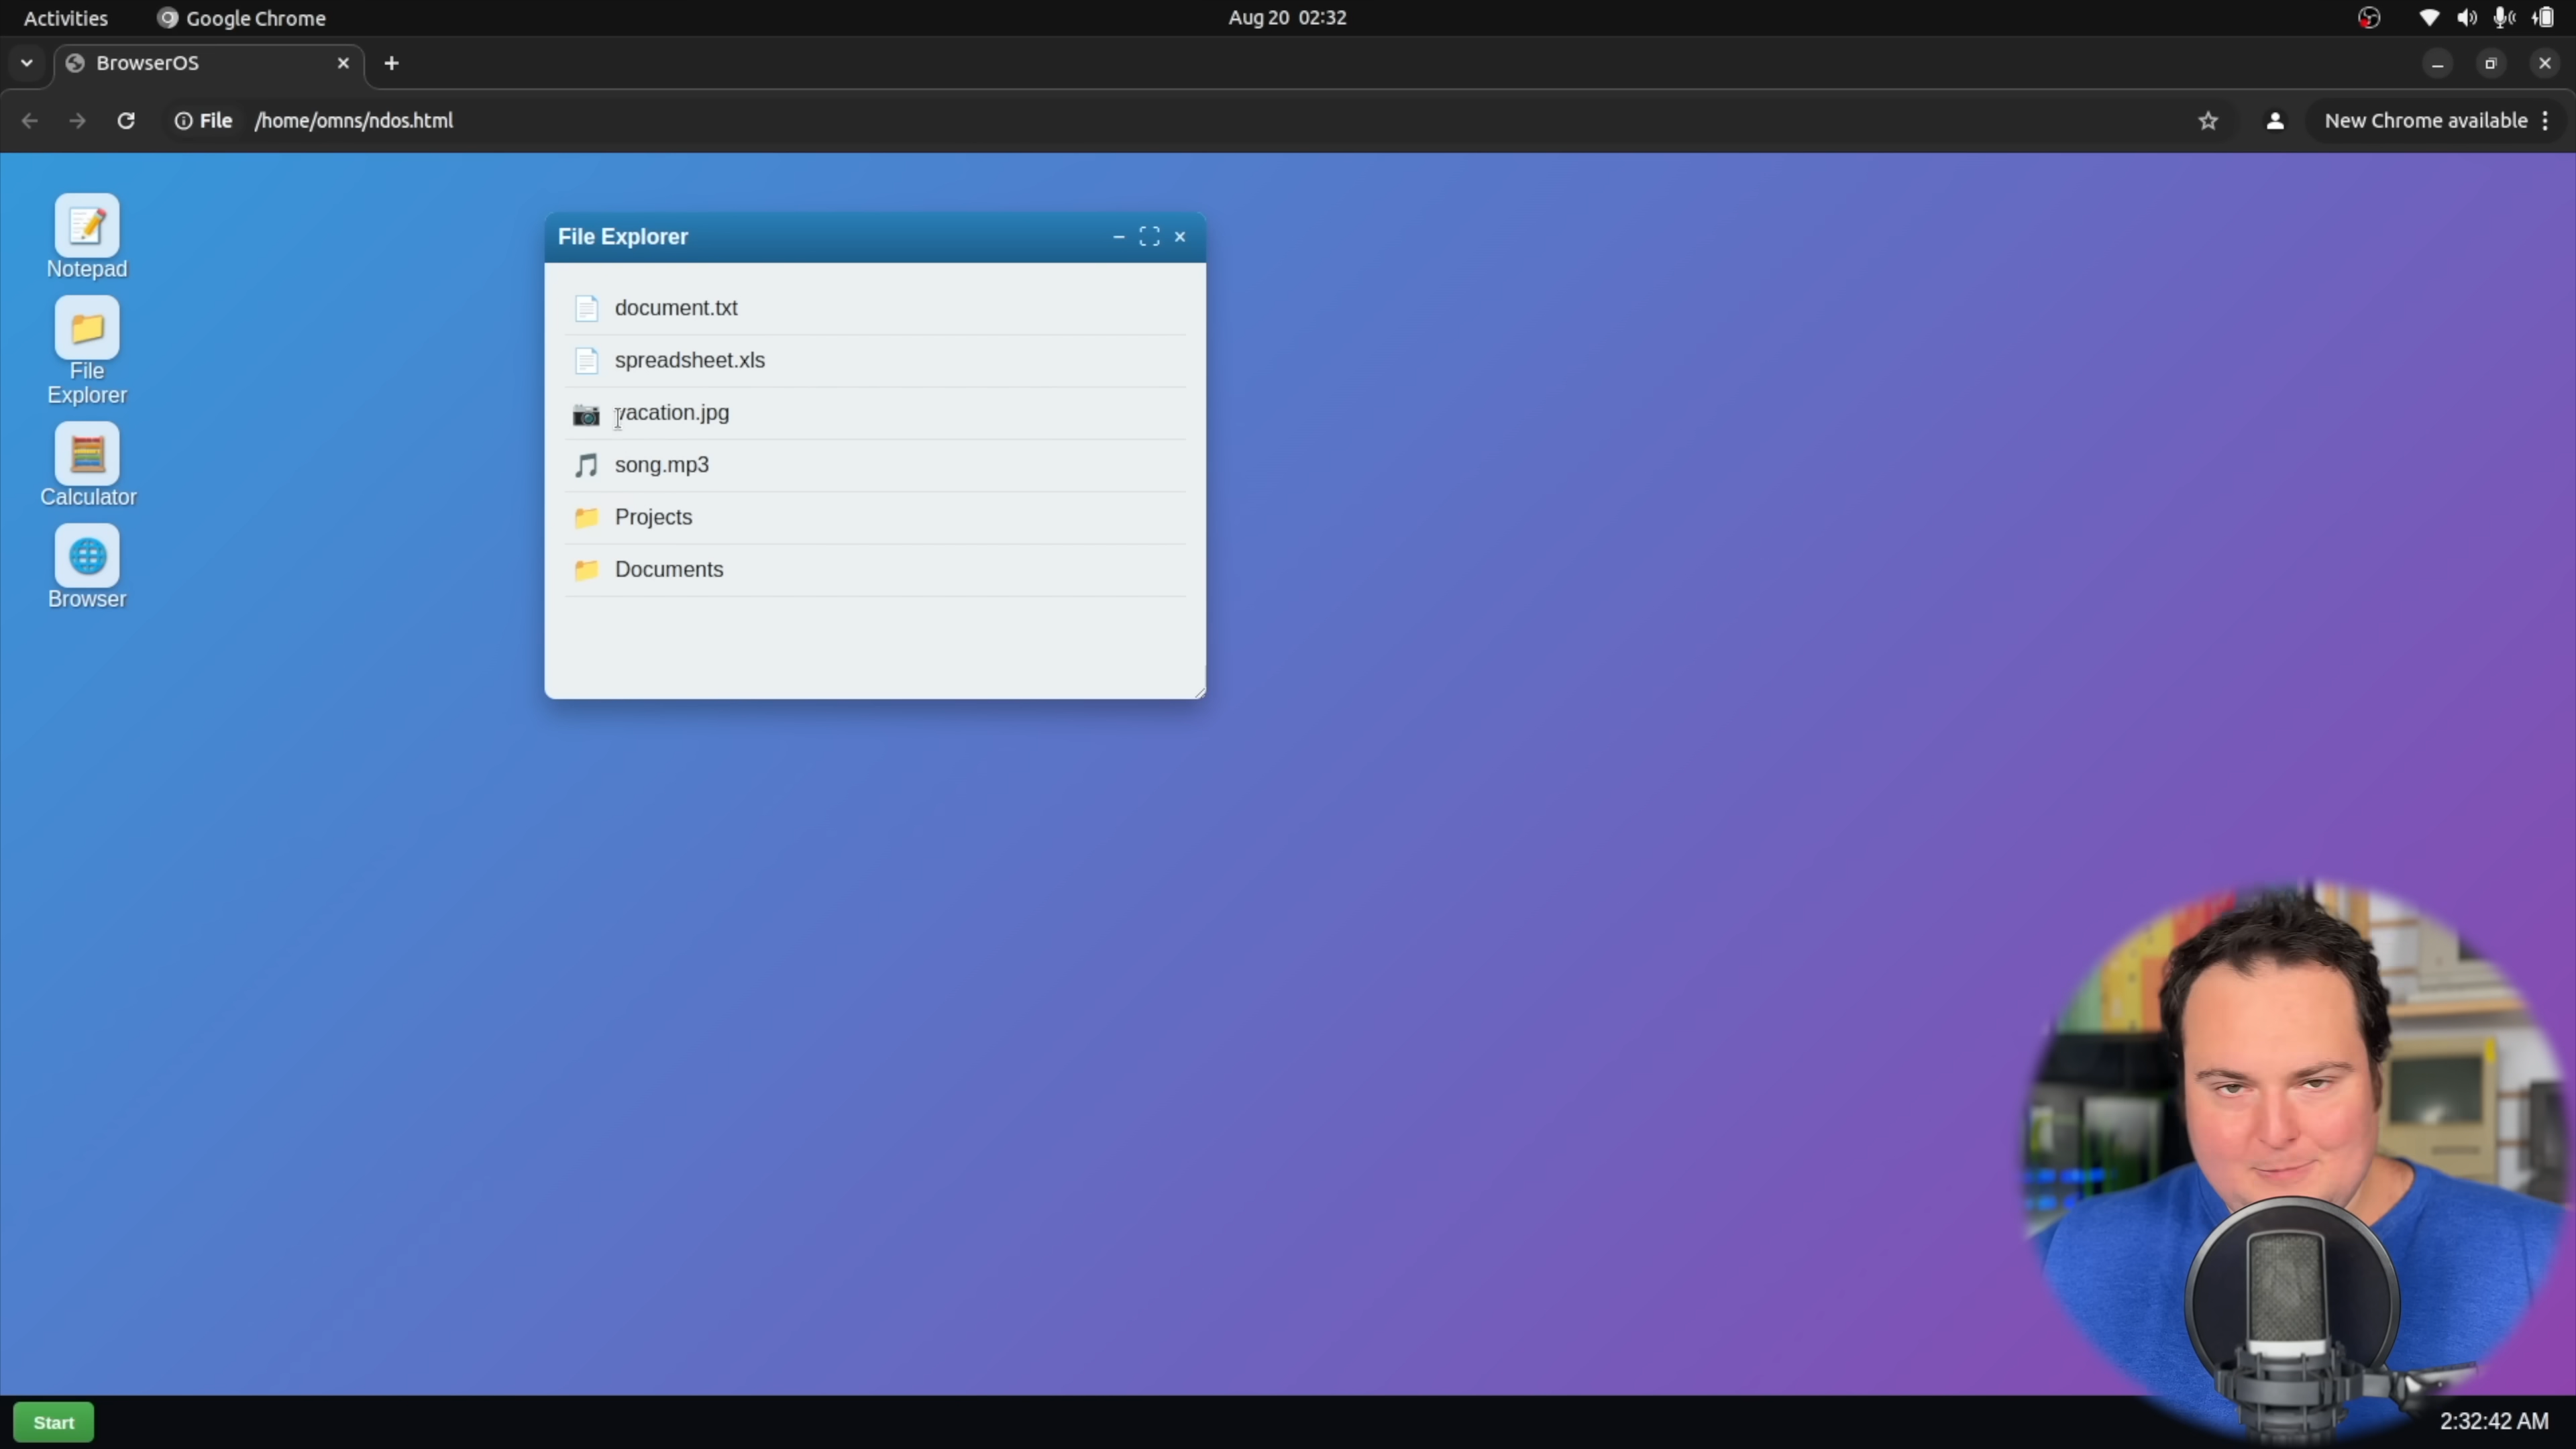 Activities
Google Chrome
Aug 20 02:32
BrowserOS
File
/home/omns/ndos.html
New Chrome available
Notepad
File
Explorer
Calculator
Browser
File Explorer
document.txt
spreadsheet.xls
vacation.jpg
song.mp3
Projects
Documents
Start
2:32:42 AM